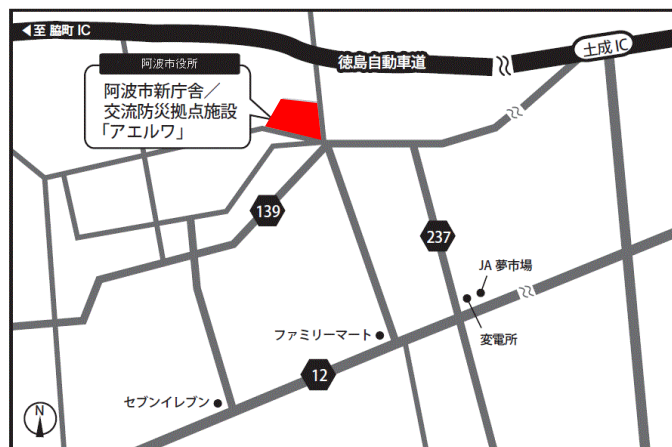 ◀至 脇町 IC
徳島自動車道
土成 IC
阿波市役所
阿波市新庁舎／
交流防災拠点施設
「アエルワ」
139
237
JA 夢市場
変電所
ファミリーマート
12
セブンイレブン
N